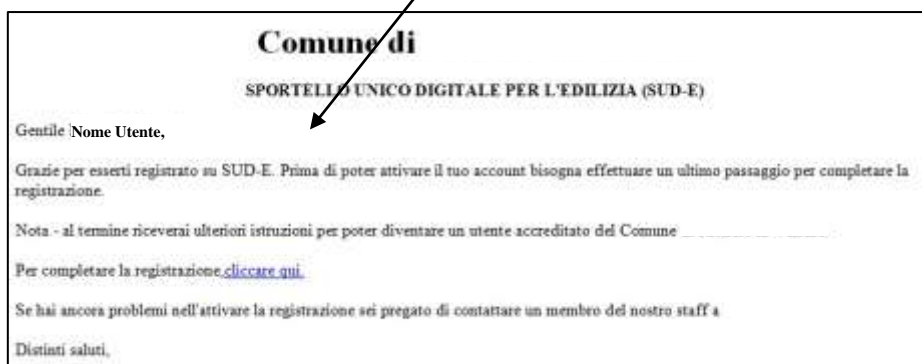 Comune di
SPORTELLO UNICO DIGITALE PER L'EDILIZIA (SUD-E)
Gentile Nome Utente,
Grazie per esserti registrato su SUD-E. Prima di poter attivare il tuo account bisogna effettuare un ultimo passaggio per completare la
registrazione.
Nota - al termine riceverai ulteriori istruzioni per poter diventare un utente accreditato del Comune
Per completare la registrazione, cliccare qui.
Se hai ancora problemi nell'attivare la registrazione sei pregato di contattare un membro del nostro staff a
Distinti saluti,